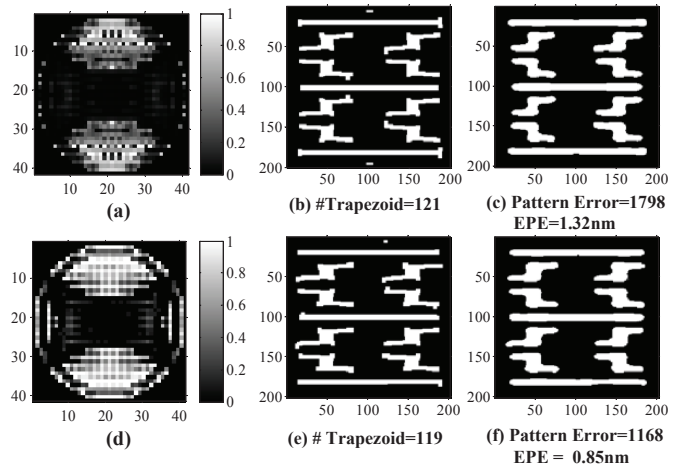 10
20
30
40
10 20 30 40
1
0.8
0.6
0.4
0.2
0
(a)
50
100
150
200
50 100 150 200
(b) #Trapezoid=121
50
100
150
200
50 100 150 200
(c) Pattern Error=1798
EPE=1.32nm
10
20
30
40
10 20 30 40
1
0.8
0.6
0.4
0.2
0
(d)
50
100
150
200
50 100 150 200
(e) # Trapezoid=119
50
100
150
200
50 100 150 200
(f) Pattern Error=1168
EPE = 0.85nm